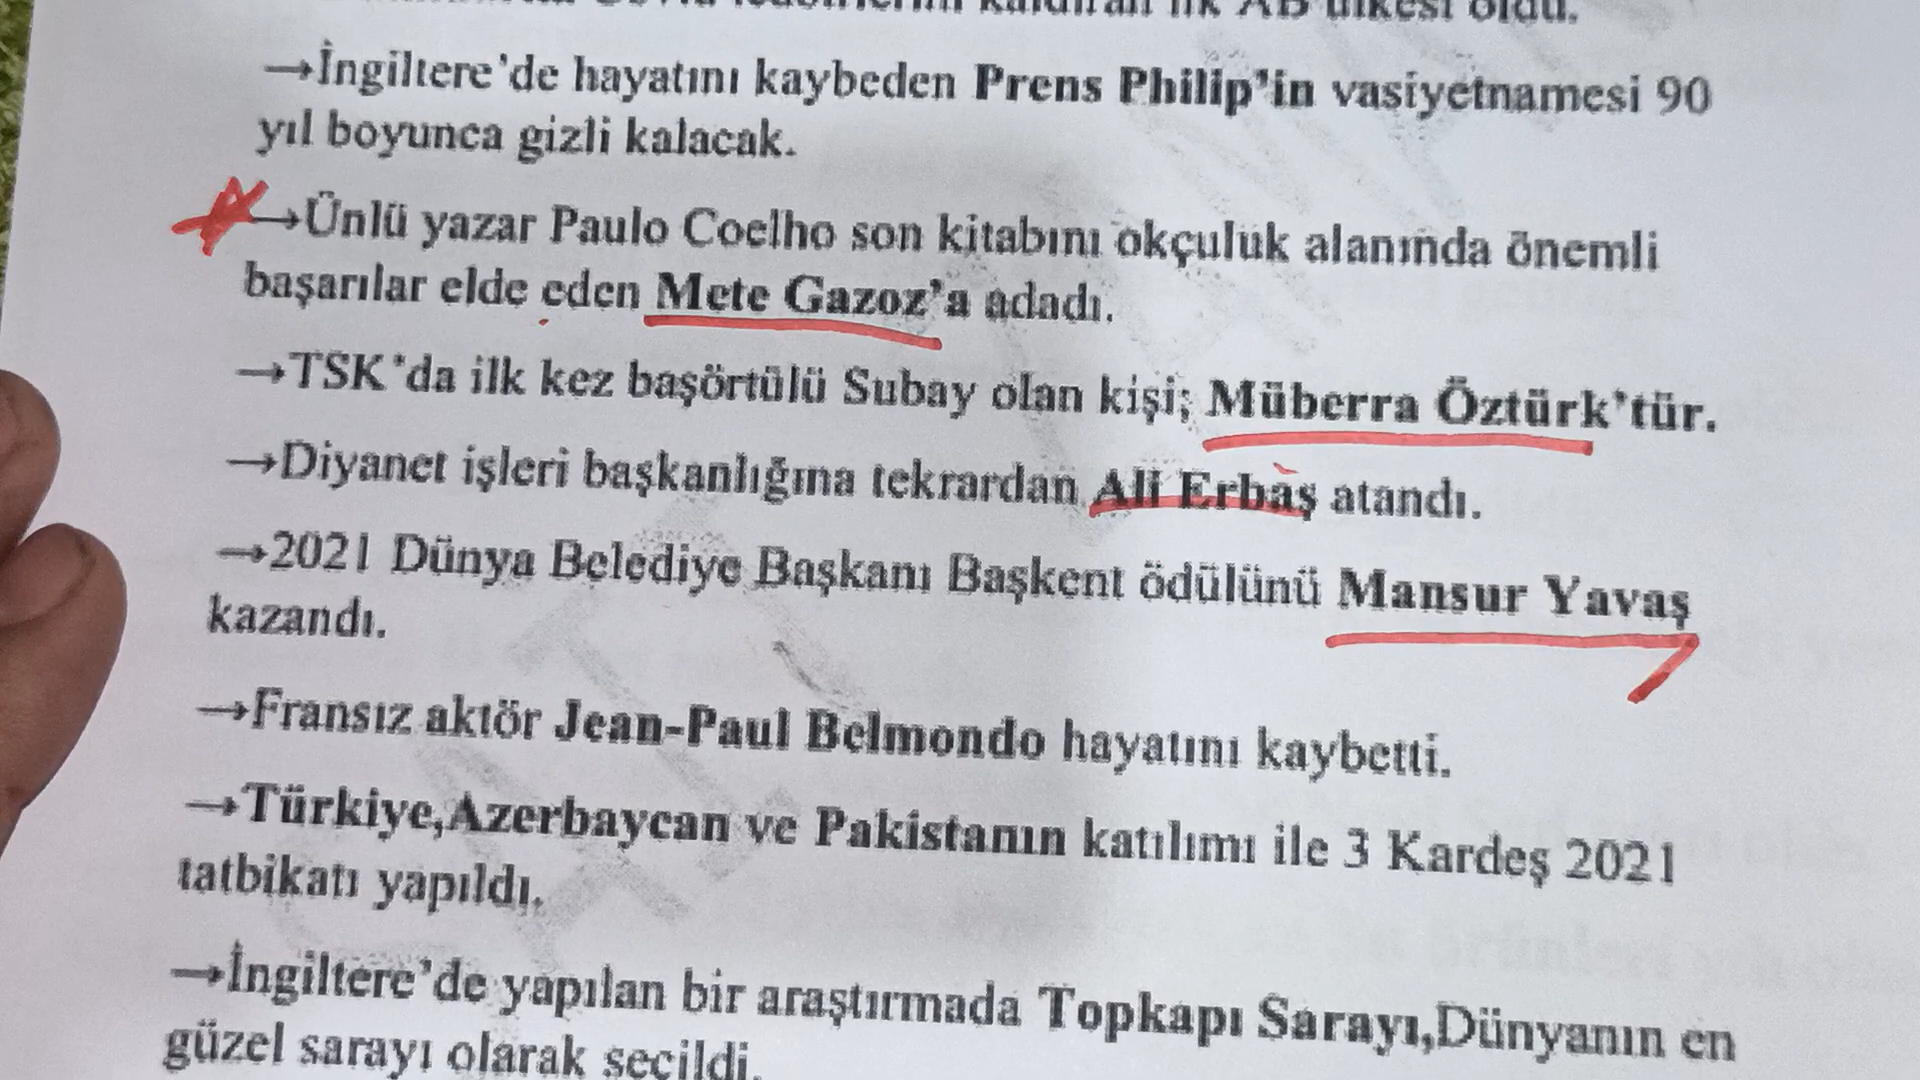 ilk AB ülkesi oldu.
→İngiltere'de hayatını kaybeden Prens Philip'in vasiyetnamesi 90
yıl boyunca gizli kalacak.
→Ünlü yazar Paulo Coelho son kitabını okçuluk alanında önemli
başarılar elde eden Mete Gazoz'a adadı.
→TSK'da ilk kez başörtülü Subay olan kişi; Müberra Öztürk'tür.
→Diyanet işleri başkanlığına tekrardan Ali Erbaş atandı.
→2021 Dünya Belediye Başkanı Başkent ödülünü Mansur Yavaş
kazandı.
→Fransız aktör Jean-Paul Belmondo hayatını kaybetti.
→Türkiye,Azerbaycan ve Pakistanın katılımı ile 3 Kardeş 2021
tatbikatı yapıldı.
→İngiltere'de yapılan bir araştırmada Topkapı Sarayı,Dünyanın en
güzel sarayı olarak seçildi.